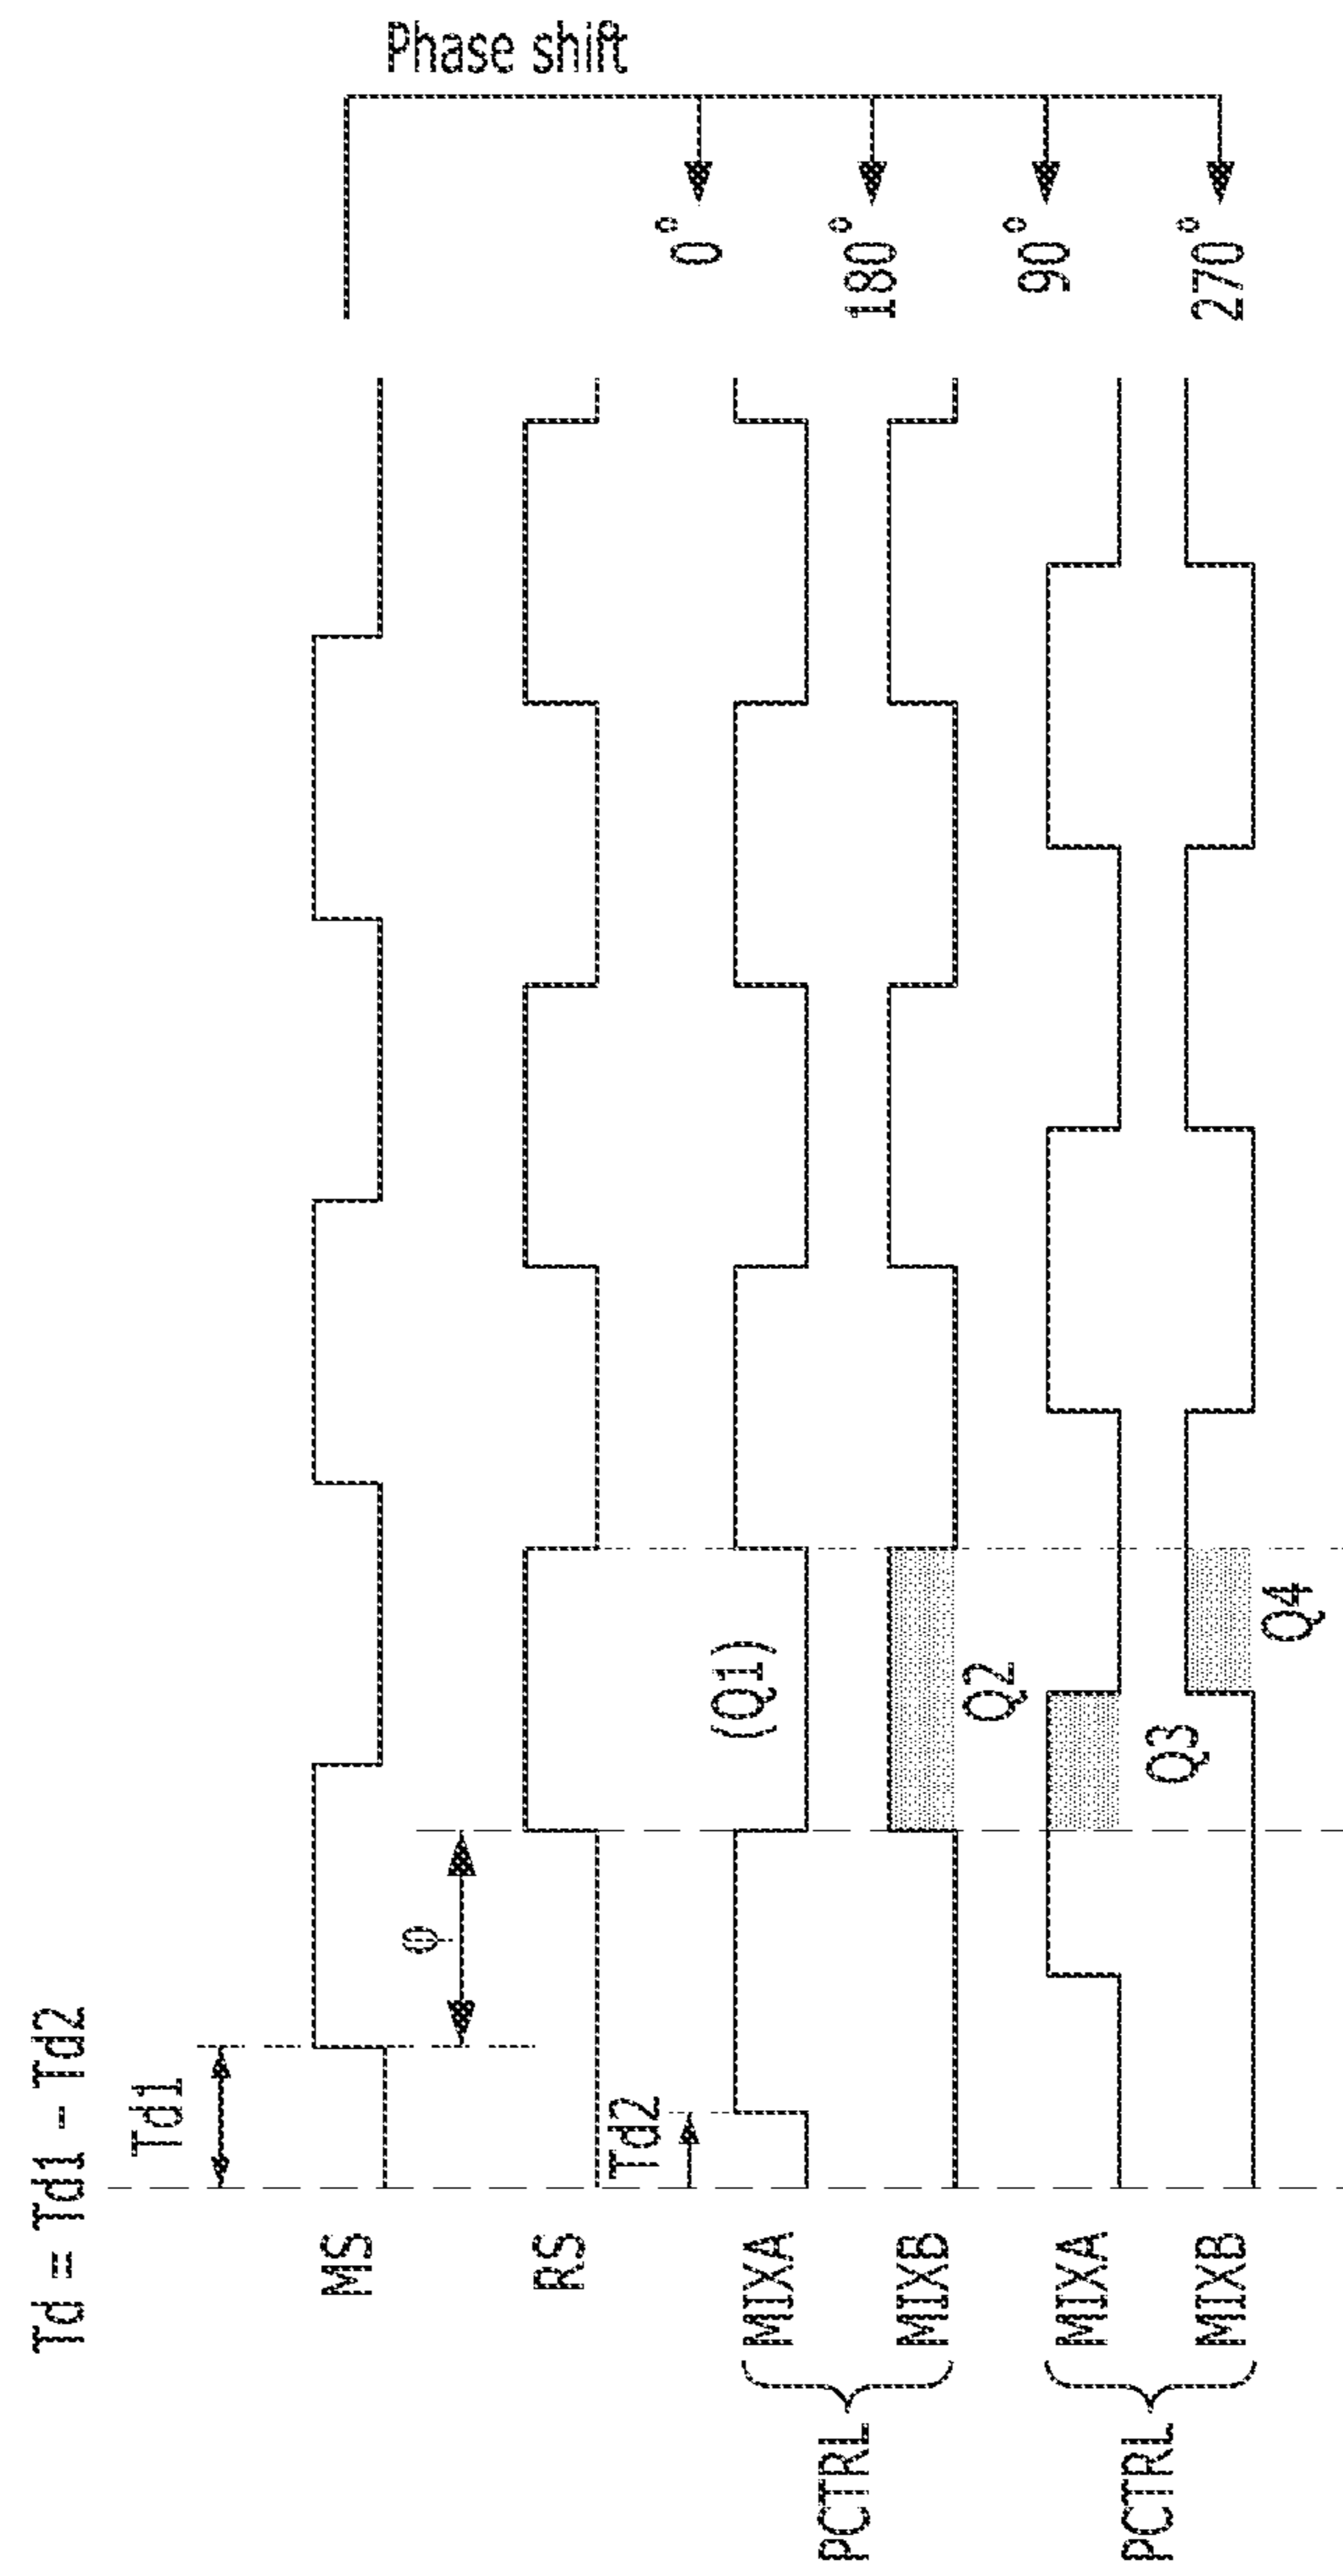 Td = Td1 - Td2
Td1
MS
φ
RS
Td2
PCTRL
MIXA
(Q1)
MIXB
Q2
PCTRL
MIXA
Q3
MIXB
Q4
Phase shift
0°
180°
90°
270°